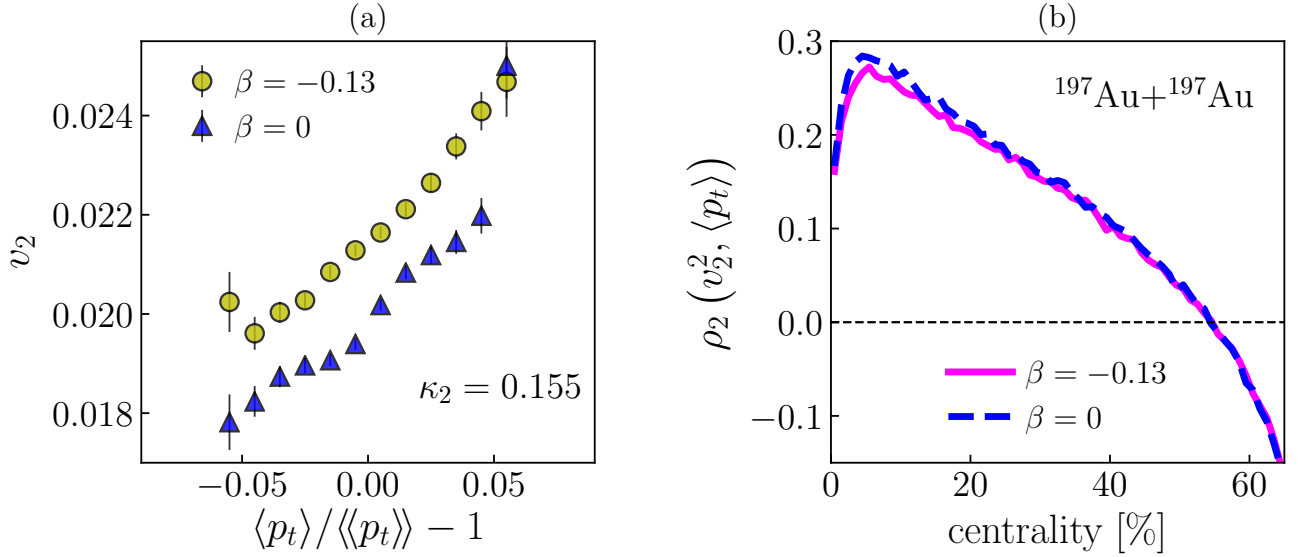 (a)
β = −0.13
β = 0
κ₂ = 0.155
v₂
0.024
0.022
0.020
0.018
−0.05
0.00
0.05
⟨pₜ⟩/⟨⟨pₜ⟩⟩ − 1
(b)
¹⁹⁷Au+¹⁹⁷Au
β = −0.13
β = 0
ρ₂ (v₂², ⟨pₜ⟩)
0.3
0.2
0.1
0.0
−0.1
0
20
40
60
centrality [%]